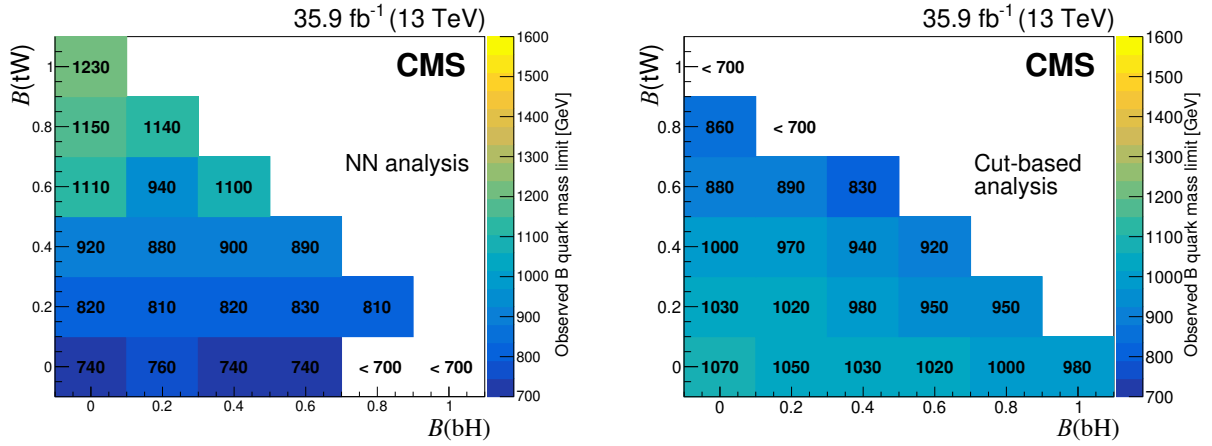 35.9 fb⁻¹ (13 TeV)
B(tW)
CMS
NN analysis
1230
1150 1140
1110 940 1100
920 880 900 890
820 810 820 830 810
740 760 740 740 < 700 < 700
1
0.8
0.6
0.4
0.2
0
0 0.2 0.4 0.6 0.8 1
B(bH)
1600
1500
1400
1300
1200
1100
1000
900
800
700
Observed B quark mass limit [GeV]
35.9 fb⁻¹ (13 TeV)
B(tW)
CMS
Cut-based
analysis
< 700
860 < 700
880 890 830
1000 970 940 920
1030 1020 980 950 950
1070 1050 1030 1020 1000 980
1
0.8
0.6
0.4
0.2
0
0 0.2 0.4 0.6 0.8 1
B(bH)
1600
1500
1400
1300
1200
1100
1000
900
800
700
Observed B quark mass limit [GeV]